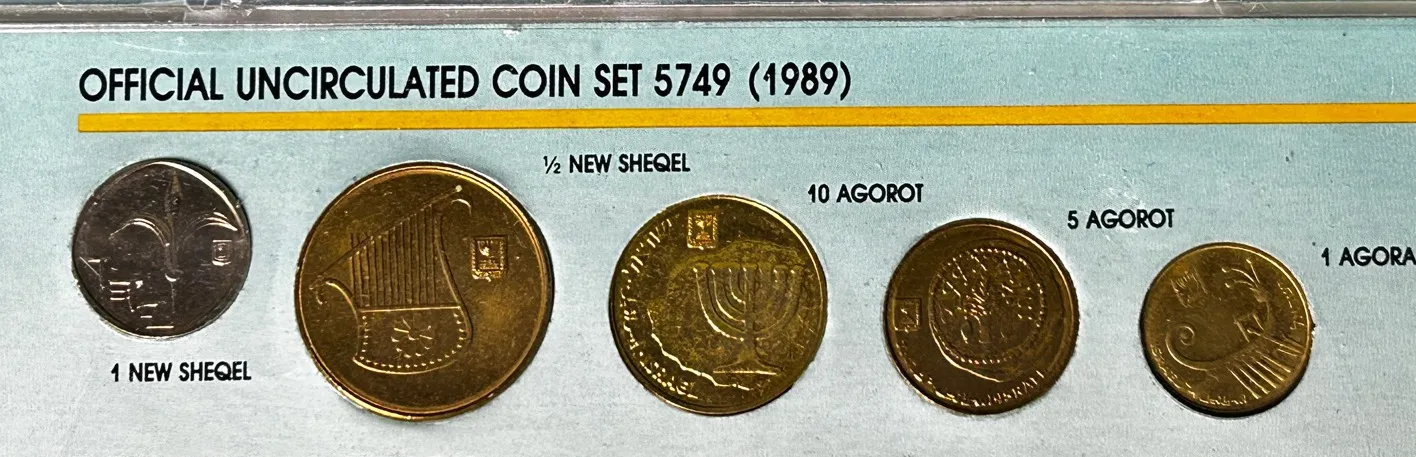 OFFICIAL UNCIRCULATED COIN SET 5749 (1989)
½ NEW SHEQEL
10 AGOROT
5 AGOROT
1 AGORA
1 NEW SHEQEL
ISRAEL